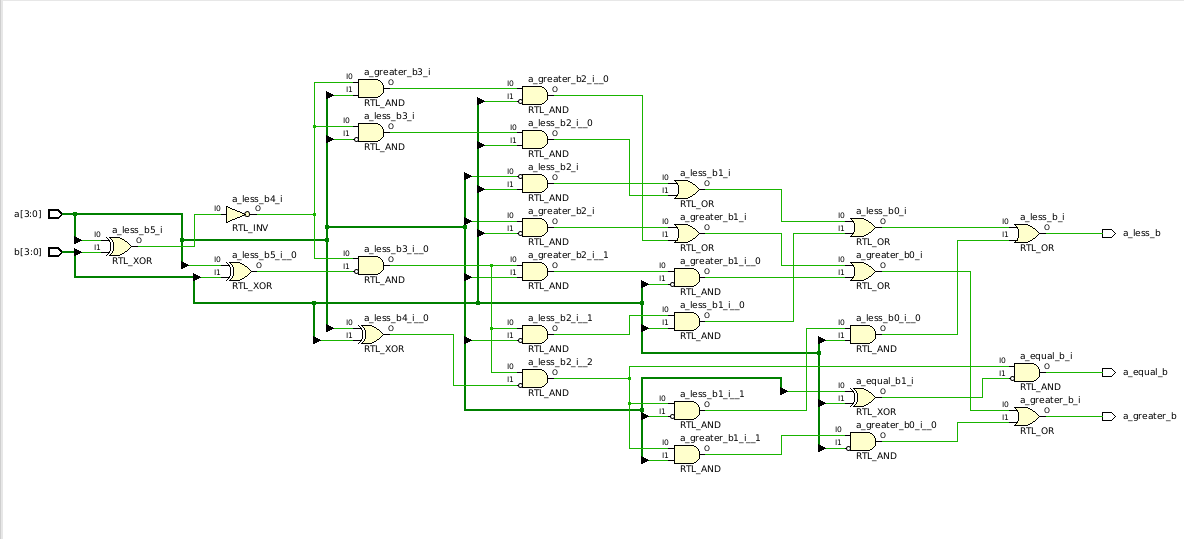 a[3:0]
b[3:0]
I0
I1
a_less_b5_i
O
RTL_XOR
a_less_b4_i
I0
O
RTL_INV
a_less_b5_i__0
I0
I1
O
RTL_XOR
a_greater_b3_i
I0
I1
O
RTL_AND
a_less_b3_i
I0
I1
O
RTL_AND
a_less_b3_i__0
I0
I1
O
RTL_AND
a_less_b4_i__0
I0
I1
O
RTL_XOR
a_greater_b2_i__0
I0
I1
O
RTL_AND
a_less_b2_i__0
I0
I1
O
RTL_AND
a_less_b2_i
I0
I1
O
RTL_AND
a_greater_b2_i
I0
I1
O
RTL_AND
a_greater_b2_i__1
I0
I1
O
RTL_AND
a_less_b2_i__1
I0
I1
O
RTL_AND
a_less_b2_i__2
I0
I1
O
RTL_AND
a_less_b1_i
I0
I1
O
RTL_OR
a_greater_b1_i
I0
I1
O
RTL_OR
a_greater_b1_i__0
I0
I1
O
RTL_AND
a_less_b1_i__0
I0
I1
O
RTL_AND
a_less_b1_i__1
I0
I1
O
RTL_AND
a_greater_b1_i__1
I0
I1
O
RTL_AND
a_less_b0_i
I0
I1
O
RTL_OR
a_greater_b0_i
I0
I1
O
RTL_OR
a_less_b0_i__0
I0
I1
O
RTL_AND
a_equal_b1_i
I0
I1
O
RTL_XOR
a_greater_b0_i__0
I0
I1
O
RTL_AND
a_less_b_i
I0
I1
O
RTL_OR
a_less_b
a_equal_b_i
I0
I1
O
RTL_AND
a_equal_b
a_greater_b_i
I0
I1
O
RTL_OR
a_greater_b